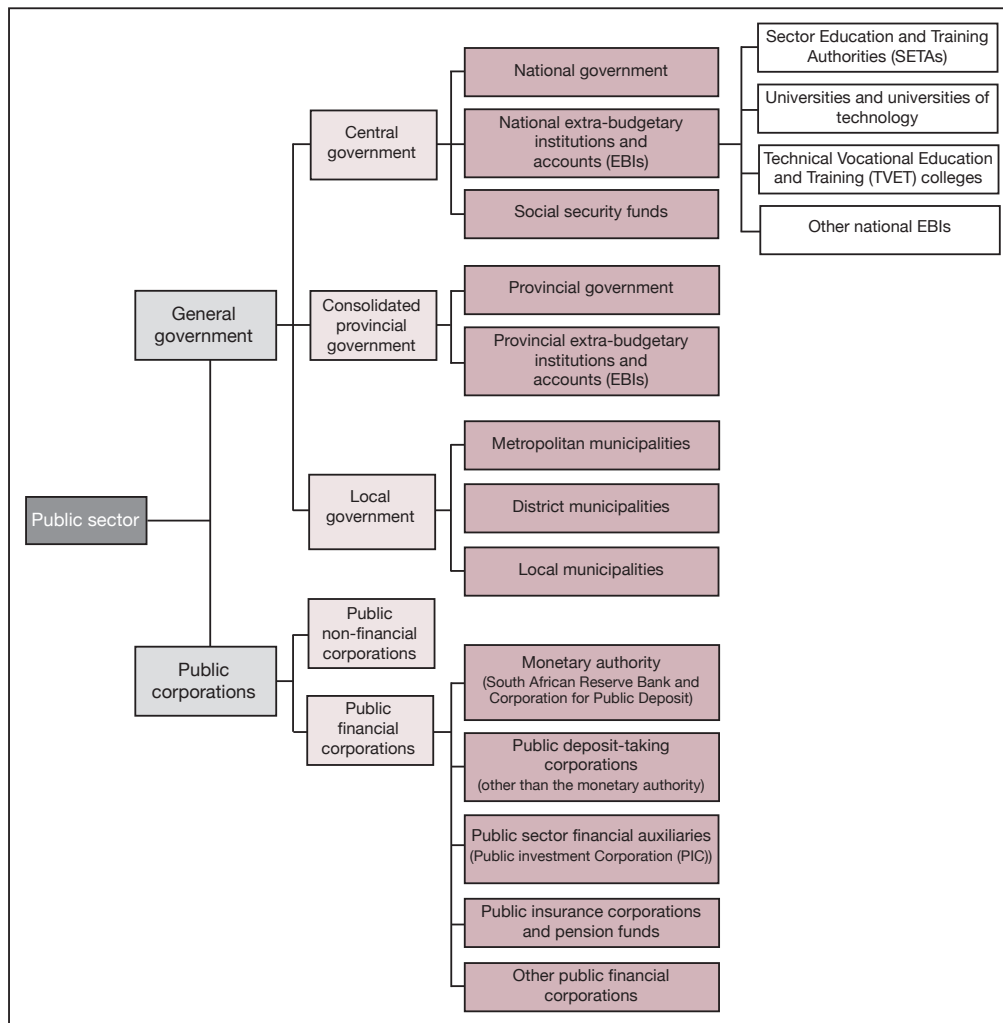 Public sector
General
government
Public
corporations
Central
government
Consolidated
provincial
government
Local
government
Public
non-financial
corporations
Public
financial
corporations
National government
National extra-budgetary
institutions and
accounts (EBIs)
Social security funds
Provincial government
Provincial extra-budgetary
institutions and
accounts (EBIs)
Metropolitan municipalities
District municipalities
Local municipalities
Monetary authority
(South African Reserve Bank and
Corporation for Public Deposit)
Public deposit-taking
corporations
(other than the monetary authority)
Public sector financial auxiliaries
(Public investment Corporation (PIC))
Public insurance corporations
and pension funds
Other public financial
corporations
Sector Education and Training
Authorities (SETAs)
Universities and universities of
technology
Technical Vocational Education
and Training (TVET) colleges
Other national EBIs